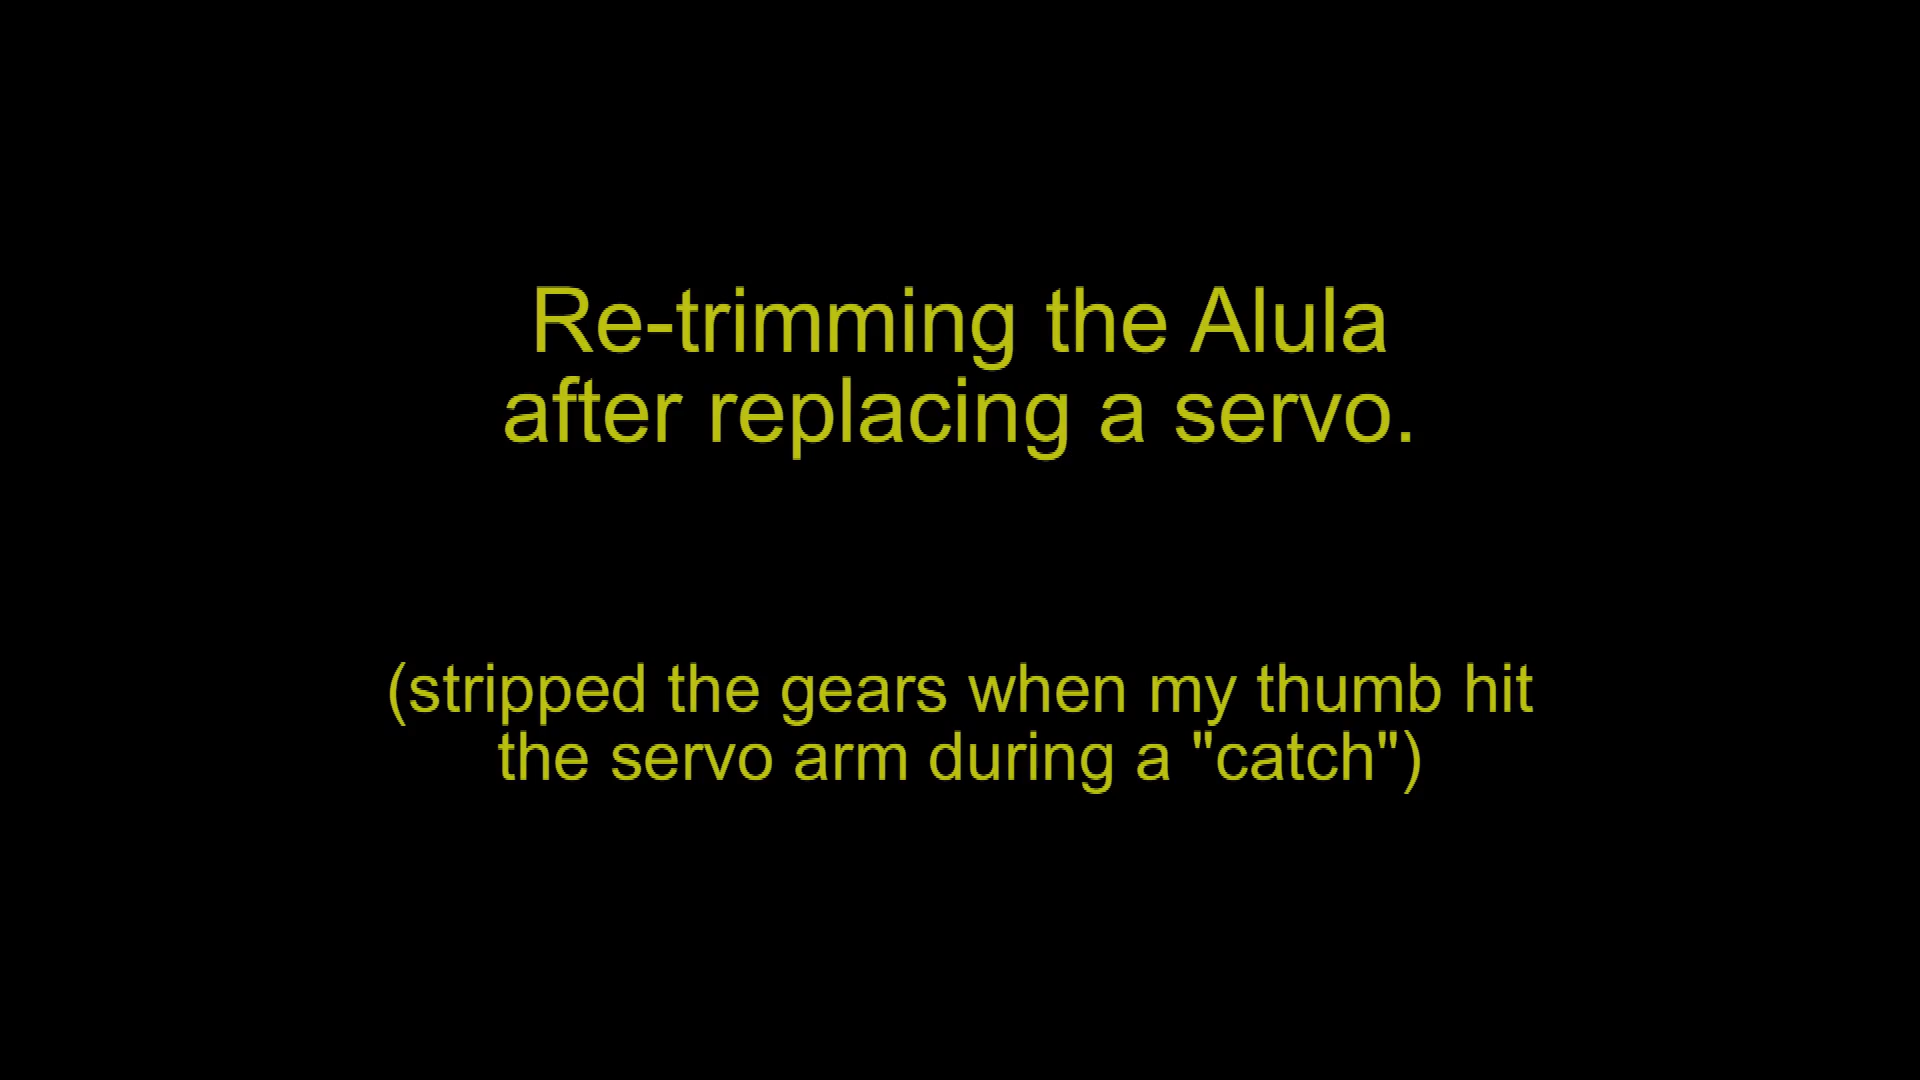 Re-trimming the Alula
after replacing a servo.
(stripped the gears when my thumb hit
the servo arm during a "catch")